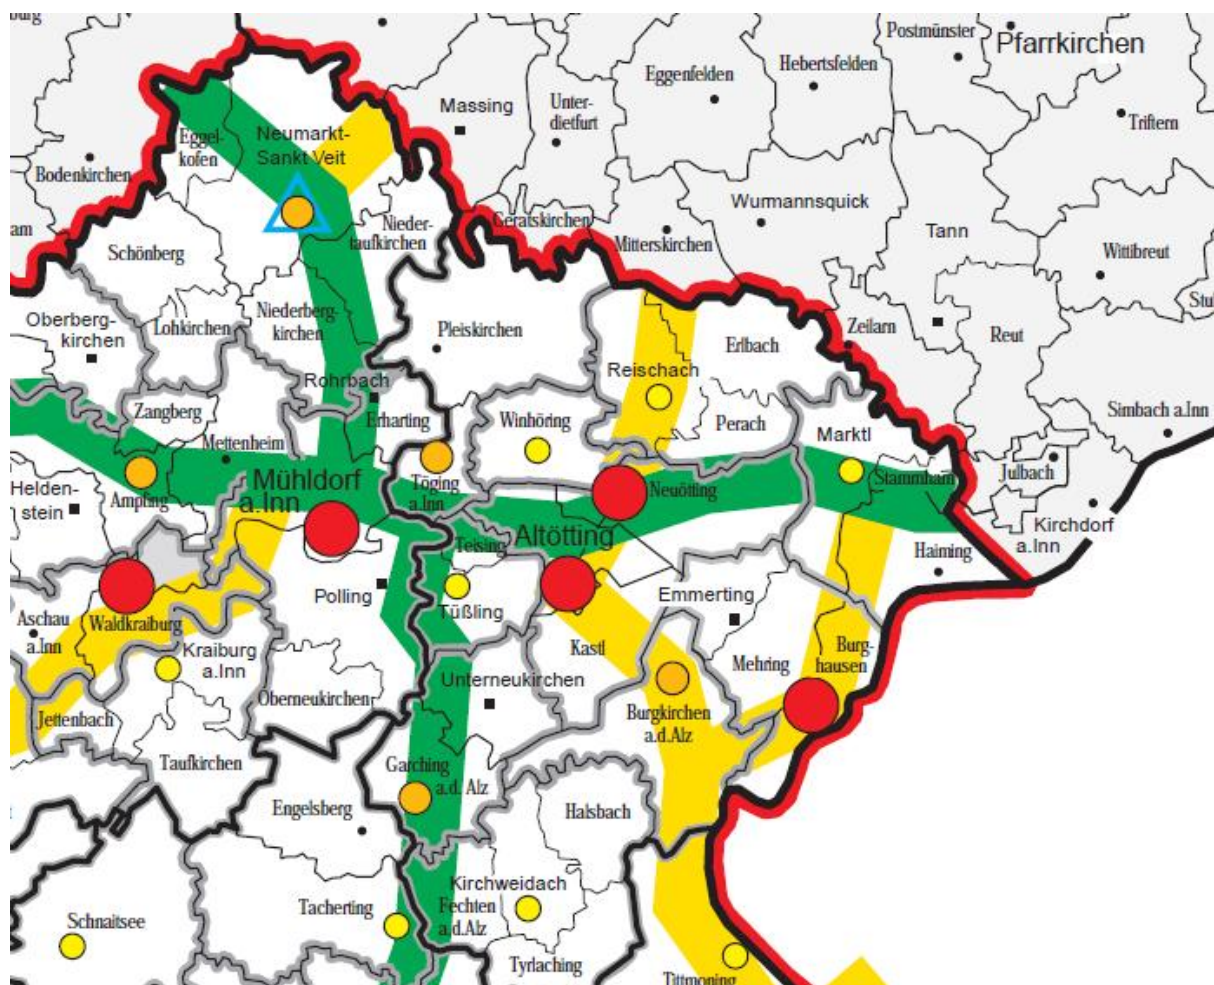 Postmünster
Pfarrkirchen
Hebertsfelden
Eggenfelden
Massing
Unter-
dietfurt
Triftern
Neumarkt-
Sankt Veit
Eggel-
kofen
Bodenkirchen
Wurmannsquick
Geratskirchen
Mitterskirchen
Nieder-
taufkirchen
Tann
am
Schönberg
Wittibreut
Niederberg-
kirchen
Lohkirchen
Oberberg-
kirchen
Pleiskirchen
Zeilarn
Reut
Erlbach
Reischach
Rohrbach
Zangberg
Erharting
Winhöring
Perach
Simbach a.Inn
Mettenheim
Marktl
Mühldorf
a.Inn
Töging
a.Inn
Neuötting
Stammham
Julbach
Ampfing
Helden-
stein
Altötting
Teising
Kirchdorf
a.Inn
Haiming
Polling
Tüßling
Emmerting
Aschau
a.Inn
Waldkraiburg
Kraiburg
a.Inn
Kastl
Mehring
Burg-
hausen
Oberneukirchen
Unterneukirchen
Jettenbach
Burgkirchen
a.d.Alz
Taufkirchen
Garching
a.d. Alz
Engelsberg
Halsbach
Kirchweidach
Tacherting
Fechten
a.d.Alz
Schnaitsee
Tyrlaching
Tittmoning